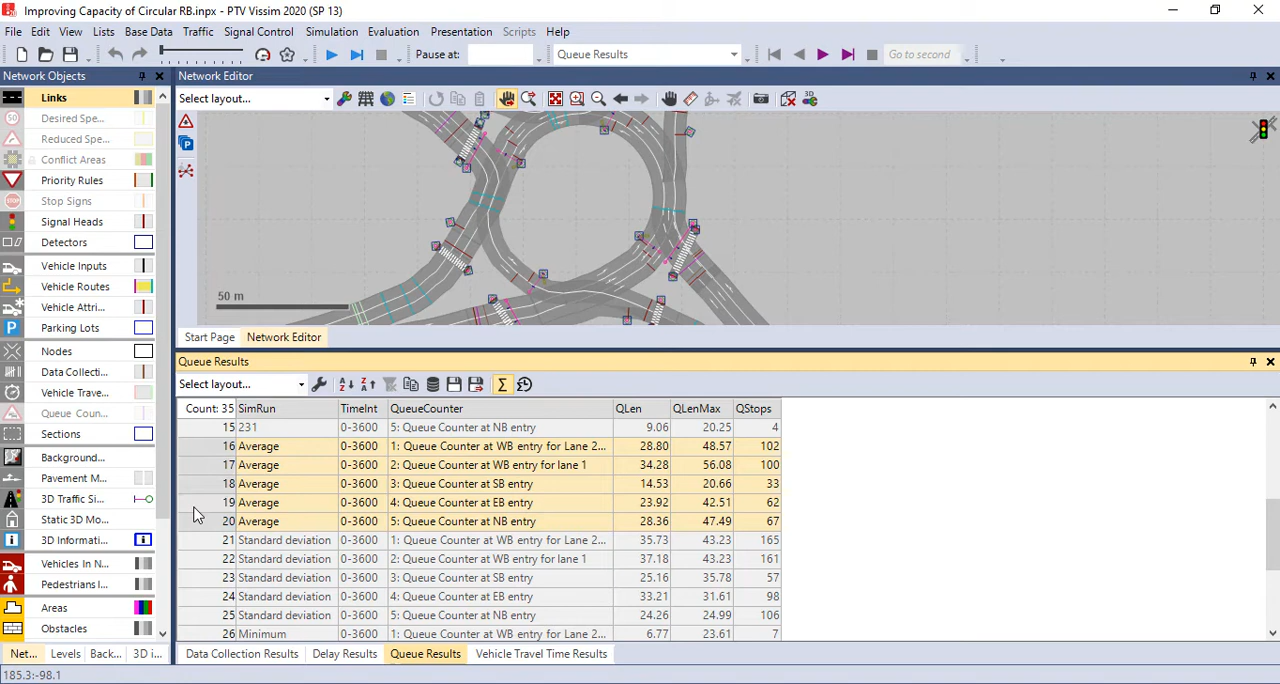 Improving Capacity of Circular RB.inpx - PTV Vissim 2020 (SP 13)
File Edit View Lists Base Data Traffic Signal Control Simulation Evaluation Presentation Scripts Help
Pause at: Queue Results Go to second
Network Objects
Network Editor
Links
Select layout...
Desired Spe...
Reduced Spe...
Conflict Areas
Priority Rules
Stop Signs
Signal Heads
Detectors
Vehicle Inputs
Vehicle Routes
50 m
Vehicle Attri...
Parking Lots
Start Page Network Editor
Nodes
Queue Results
Data Collecti...
Select layout...
Vehicle Trave...
Queue Coun...
Sections
Background...
Pavement M...
3D Traffic Si...
Static 3D Mo...
3D Informati...
Vehicles In N...
Pedestrians I...
Areas
Obstacles
Count: 35 SimRun TimeInt QueueCounter QLen QLenMax QStops
15 231 5: Queue Counter at NB entry 9.06 20.25 4
16 Average 0-3600 1: Queue Counter at WB entry for Lane 2... 28.80 48.57 102
17 Average 0-3600 2: Queue Counter at WB entry for lane 1 34.28 56.08 100
18 Average 0-3600 3: Queue Counter at SB entry 14.53 20.66 33
19 Average 0-3600 4: Queue Counter at EB entry 23.92 42.51 62
20 Average 0-3600 5: Queue Counter at NB entry 28.36 47.49 67
21 Standard deviation 0-3600 1: Queue Counter at WB entry for Lane 2... 35.73 43.23 165
22 Standard deviation 0-3600 2: Queue Counter at WB entry for lane 1 37.18 43.23 161
23 Standard deviation 0-3600 3: Queue Counter at SB entry 25.16 35.78 57
24 Standard deviation 0-3600 4: Queue Counter at EB entry 33.21 31.61 98
25 Standard deviation 0-3600 5: Queue Counter at NB entry 24.26 24.99 106
26 Minimum 0-3600 1: Queue Counter at WB entry for Lane 2... 6.77 23.61 7
Net... Levels Back... 3D i...
Data Collection Results Delay Results Queue Results Vehicle Travel Time Results
185.3:-98.1